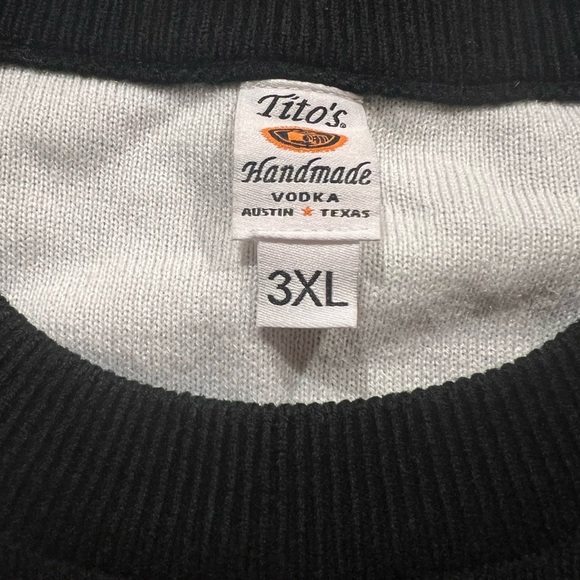 Tito's
Handmade
VODKA
AUSTIN ★ TEXAS
3XL